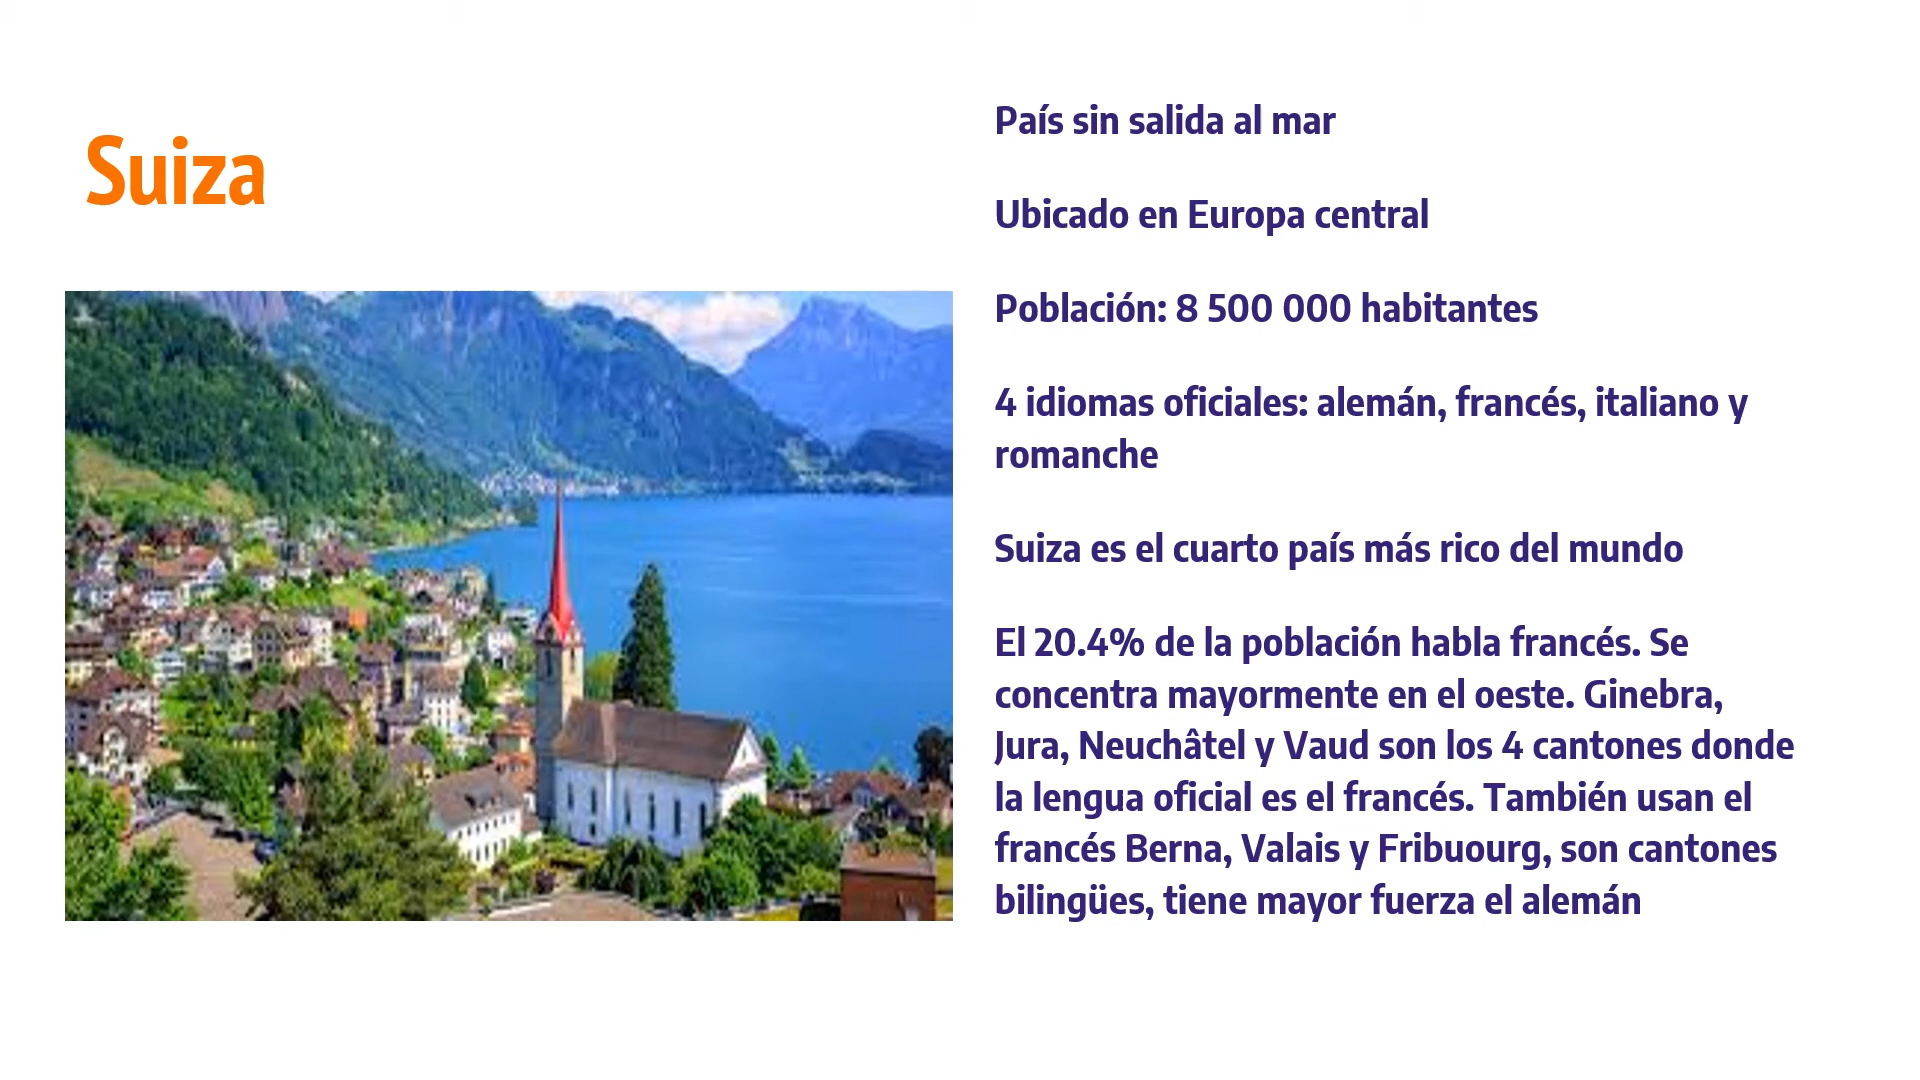 Suiza
País sin salida al mar
Ubicado en Europa central
Población: 8 500 000 habitantes
4 idiomas oficiales: alemán, francés, italiano y
romanche
Suiza es el cuarto país más rico del mundo
El 20.4% de la población habla francés. Se
concentra mayormente en el oeste. Ginebra,
Jura, Neuchâtel y Vaud son los 4 cantones donde
la lengua oficial es el francés. También usan el
francés Berna, Valais y Fribuourg, son cantones
bilingües, tiene mayor fuerza el alemán